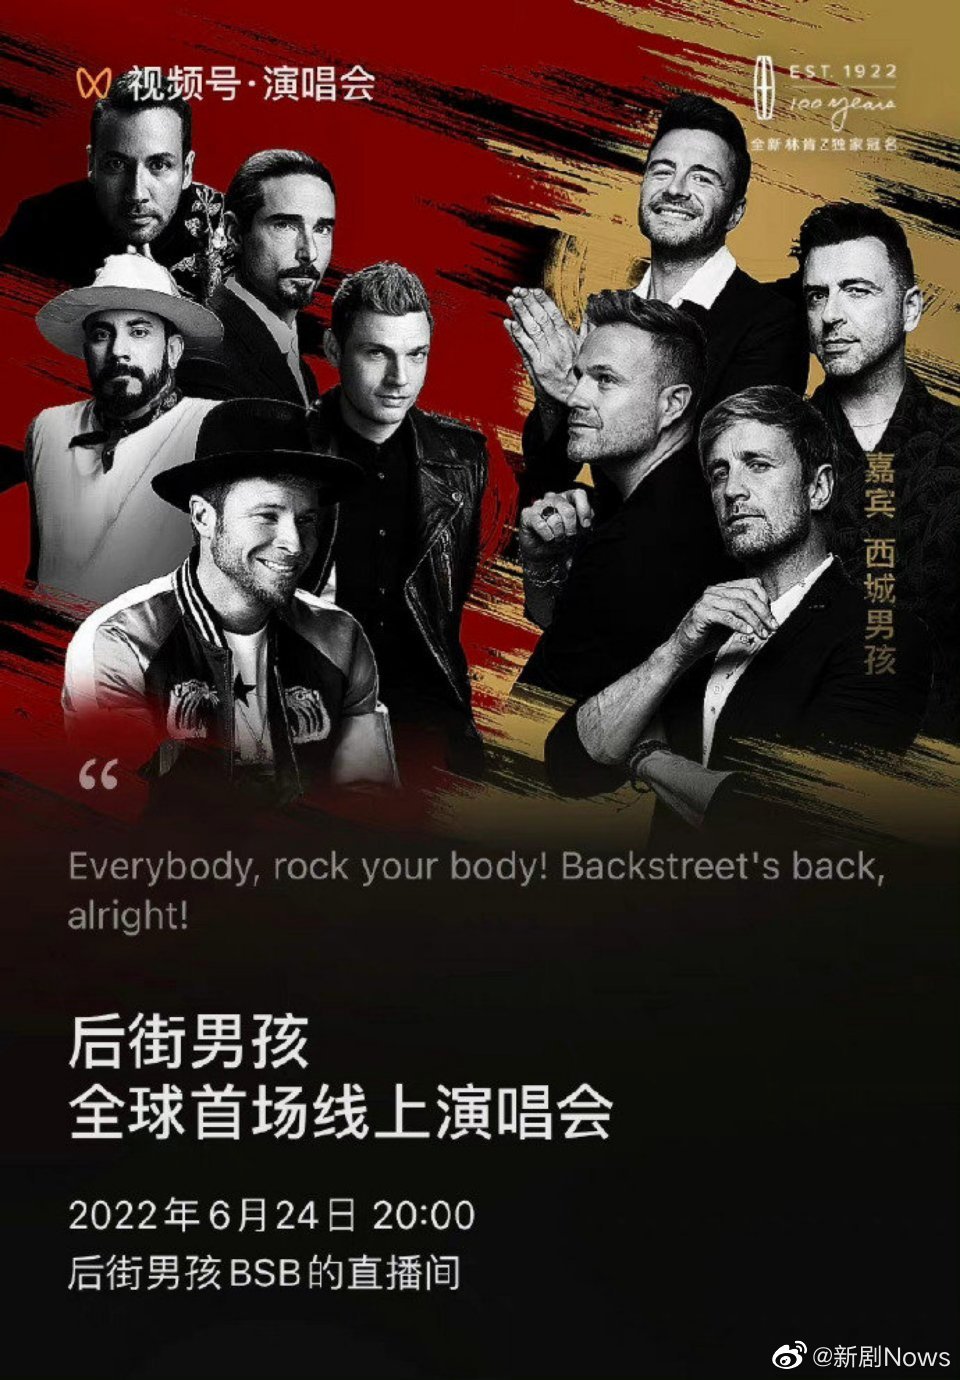 视频号·演唱会
EST. 1922
100 years
全新林肯Z独家冠名
嘉宾 西城男孩
“
Everybody, rock your body! Backstreet's back,
alright!
后街男孩
全球首场线上演唱会
2022年6月24日 20:00
后街男孩BSB的直播间
@新剧Nows